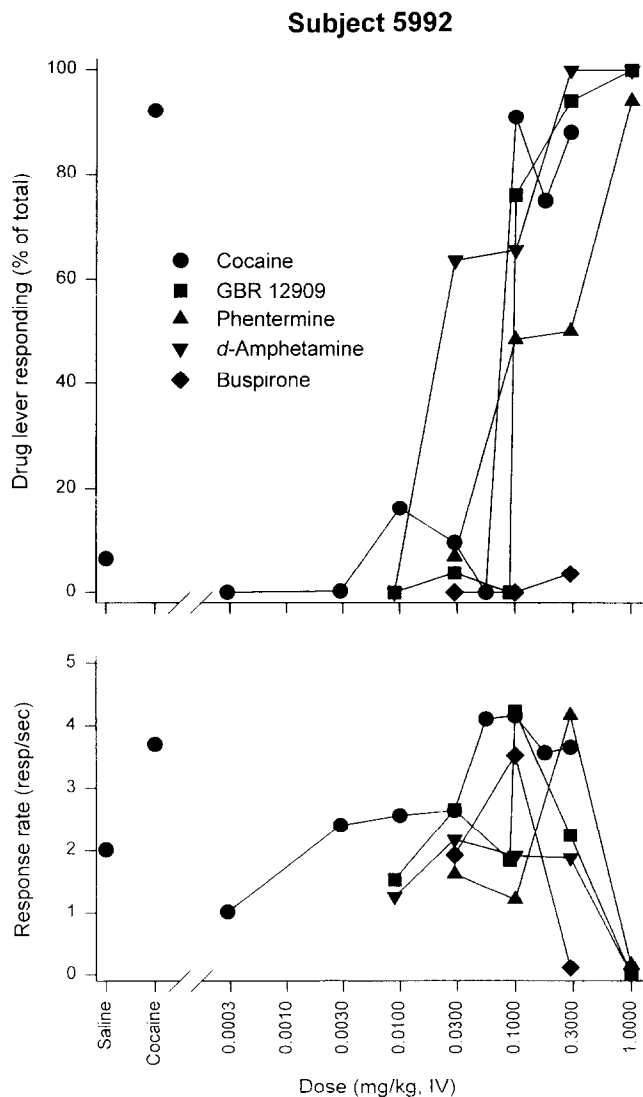 Subject 5992
Drug lever responding (% of total)
100
80
60
40
20
0
Cocaine
GBR 12909
Phentermine
d-Amphetamine
Buspirone
Response rate (resp/sec)
5
4
3
2
1
0
Saline
Cocaine
0.0003
0.0010
0.0030
0.0100
0.0300
0.1000
0.3000
1.0000
Dose (mg/kg, IV)